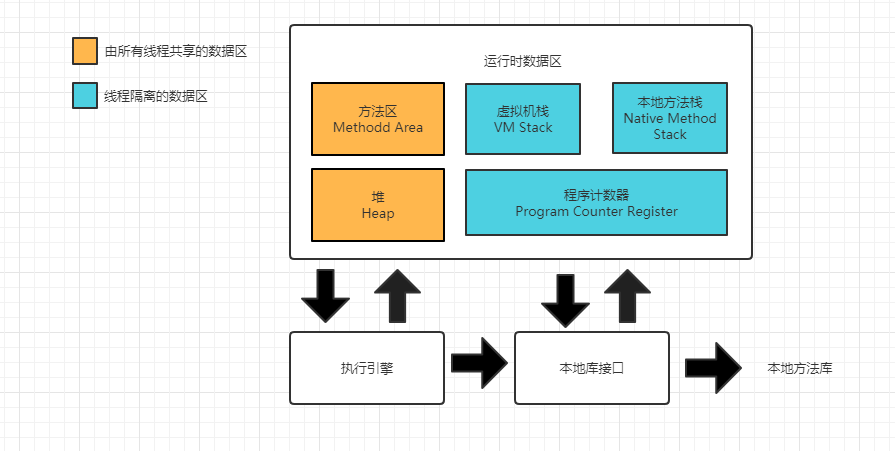 由所有线程共享的数据区
线程隔离的数据区
运行时数据区
方法区
Methodd Area
虚拟机栈
VM Stack
本地方法栈
Native Method
Stack
堆
Heap
程序计数器
Program Counter Register
执行引擎
本地库接口
本地方法库